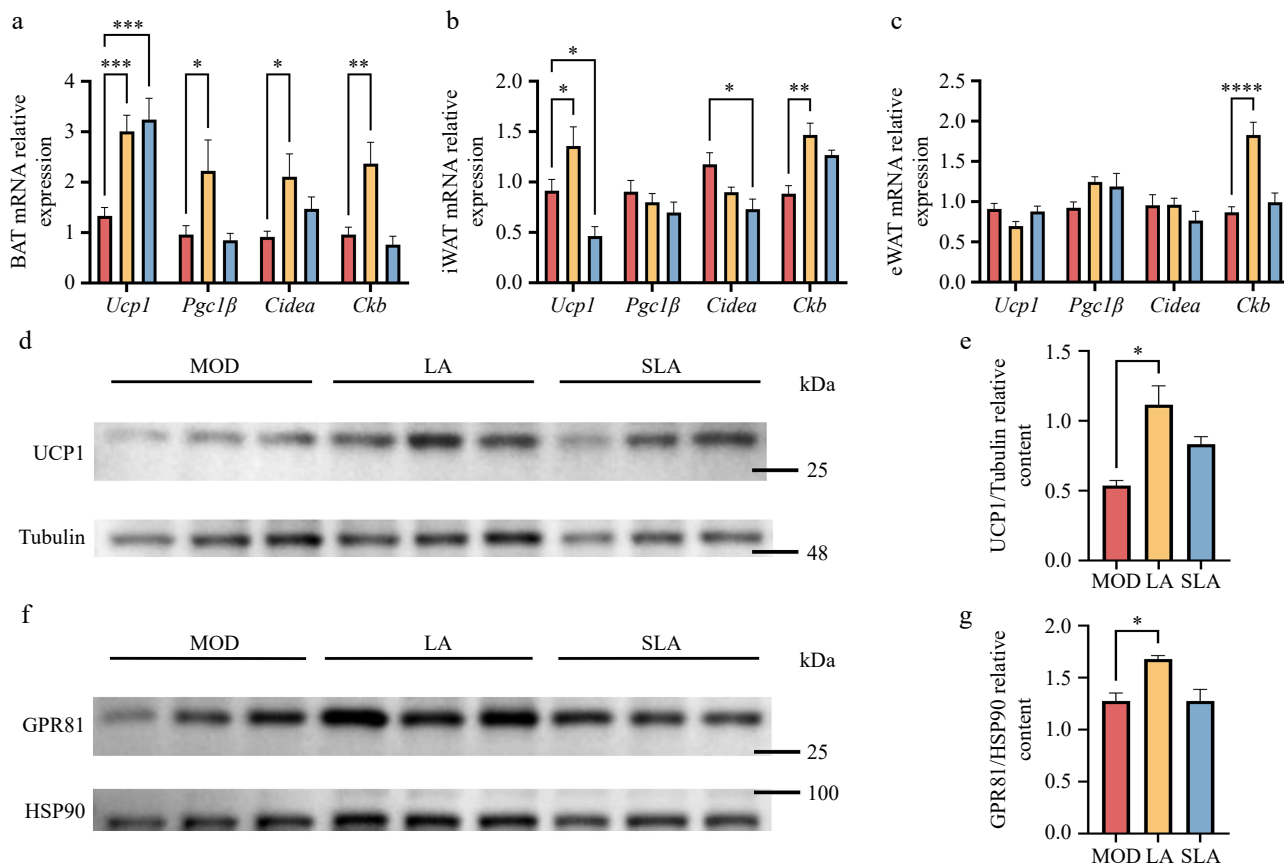 a
BAT mRNA relative
expression
4
3
2
1
0
***
***
*
*
**
Ucp1 Pgc1β Cidea Ckb
b
iWAT mRNA relative
expression
2.0
1.5
1.0
0.5
0.0
*
*
*
**
Ucp1 Pgc1β Cidea Ckb
c
eWAT mRNA relative
expression
2.5
2.0
1.5
1.0
0.5
0
****
Ucp1 Pgc1β Cidea Ckb
d
MOD LA SLA
kDa
UCP1
25
Tubulin
48
e
UCP1/Tubulin relative
content
1.5
1.0
0.5
0.0
*
MOD LA SLA
f
MOD LA SLA
kDa
GPR81
25
100
HSP90
g
GPR81/HSP90 relative
content
2.0
1.5
1.0
0.5
0.0
*
MOD LA SLA